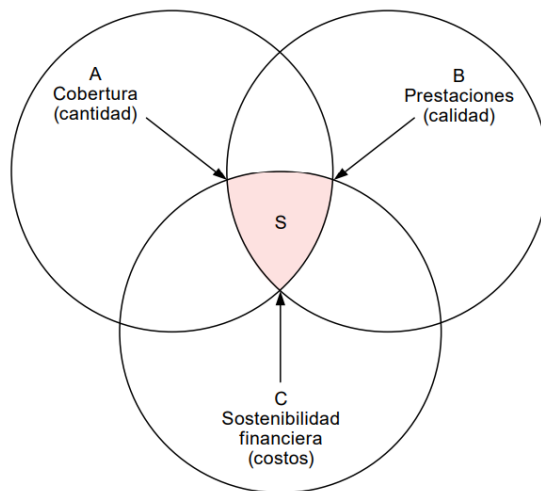 A
Cobertura
(cantidad)
B
Prestaciones
(calidad)
S
C
Sostenibilidad
financiera
(costos)